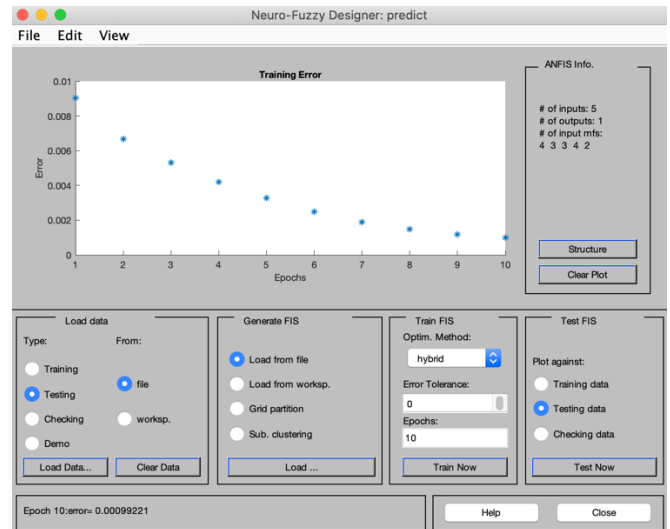 Neuro-Fuzzy Designer: predict
File Edit View
Training Error
0.01
0.008
0.006
0.004
0.002
0
Error
1 2 3 4 5 6 7 8 9 10
Epochs
ANFIS Info.
# of inputs: 5
# of outputs: 1
# of input mfs:
4 3 3 4 2
Structure
Clear Plot
Load data
Type:
From:
Training
Testing
Checking
Demo
file
worksp.
Load Data...
Clear Data
Generate FIS
Load from file
Load from worksp.
Grid partition
Sub. clustering
Load ...
Train FIS
Optim. Method:
hybrid
Error Tolerance:
0
Epochs:
10
Train Now
Test FIS
Plot against:
Training data
Testing data
Checking data
Test Now
Epoch 10:error= 0.00099221
Help
Close